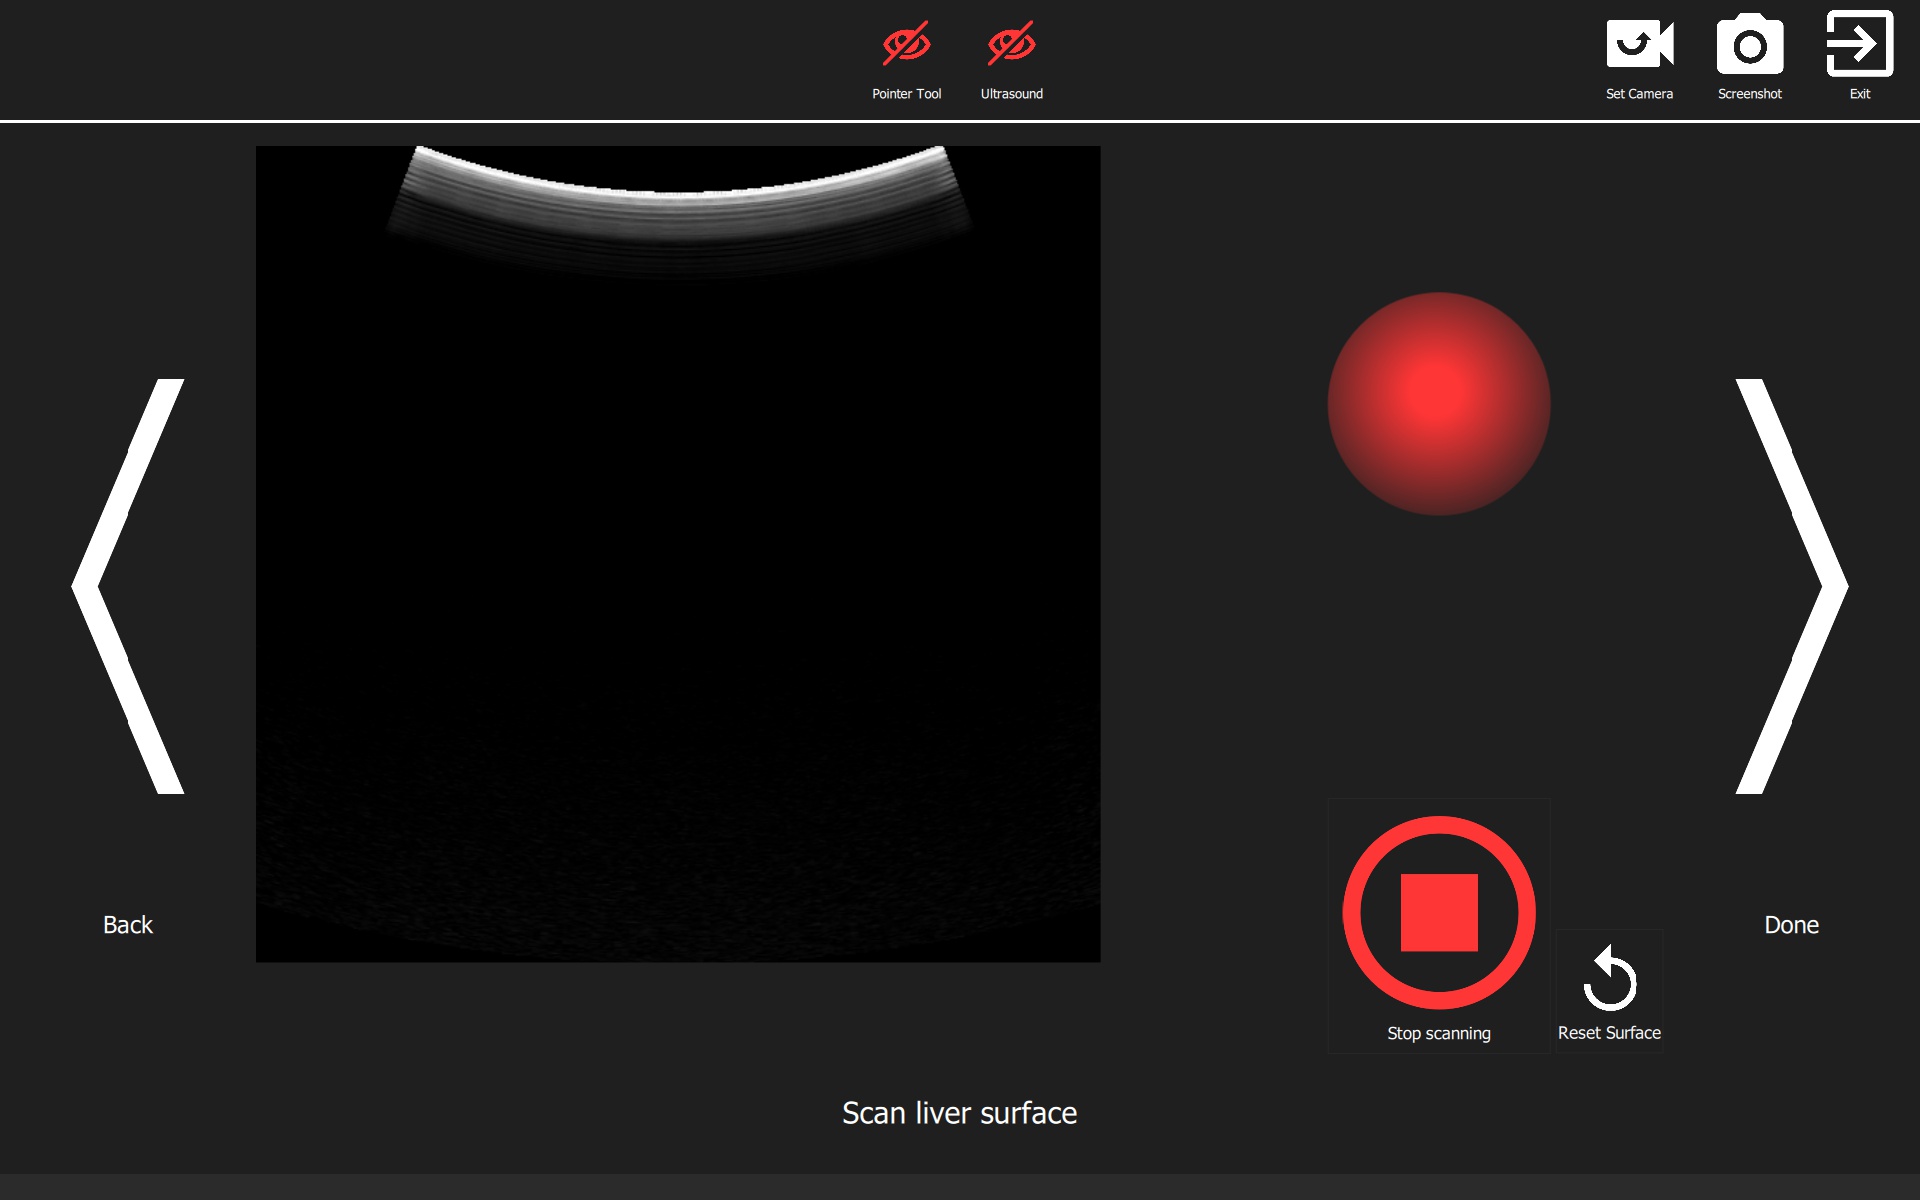 Pointer Tool
Ultrasound
Set Camera
Screenshot
Exit
Back
Done
Stop scanning
Reset Surface
Scan liver surface